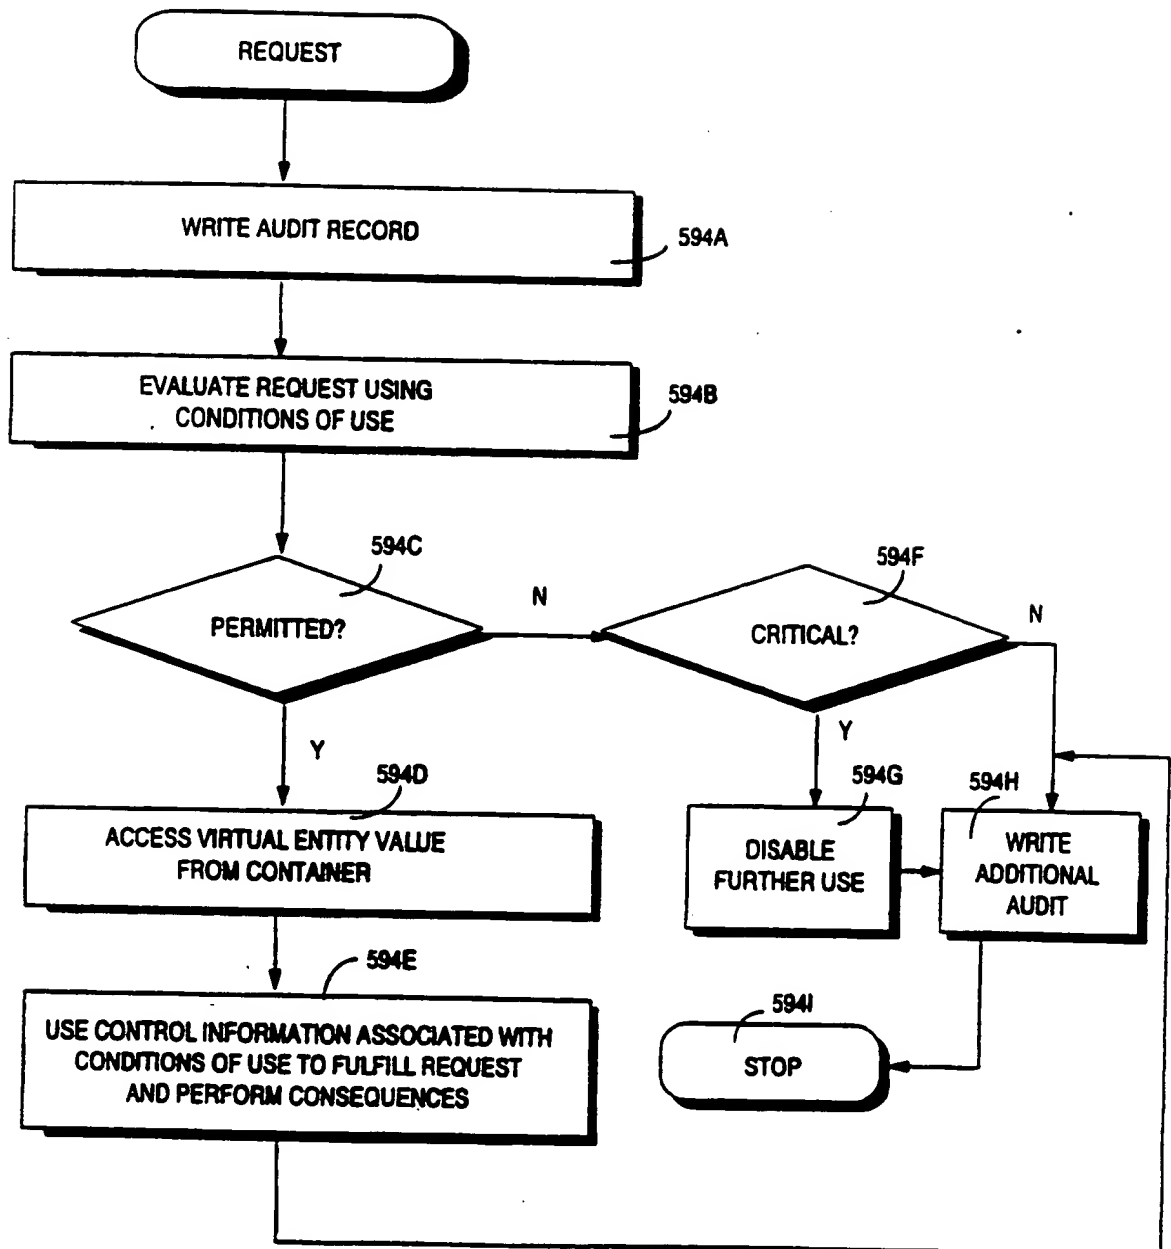 REQUEST
WRITE AUDIT RECORD
594A
EVALUATE REQUEST USING
CONDITIONS OF USE
594B
594C
PERMITTED?
N
594F
CRITICAL?
N
Y
Y
594D
ACCESS VIRTUAL ENTITY VALUE
FROM CONTAINER
594G
DISABLE
FURTHER USE
594H
WRITE
ADDITIONAL
AUDIT
594E
USE CONTROL INFORMATION ASSOCIATED WITH
CONDITIONS OF USE TO FULFILL REQUEST
AND PERFORM CONSEQUENCES
594I
STOP